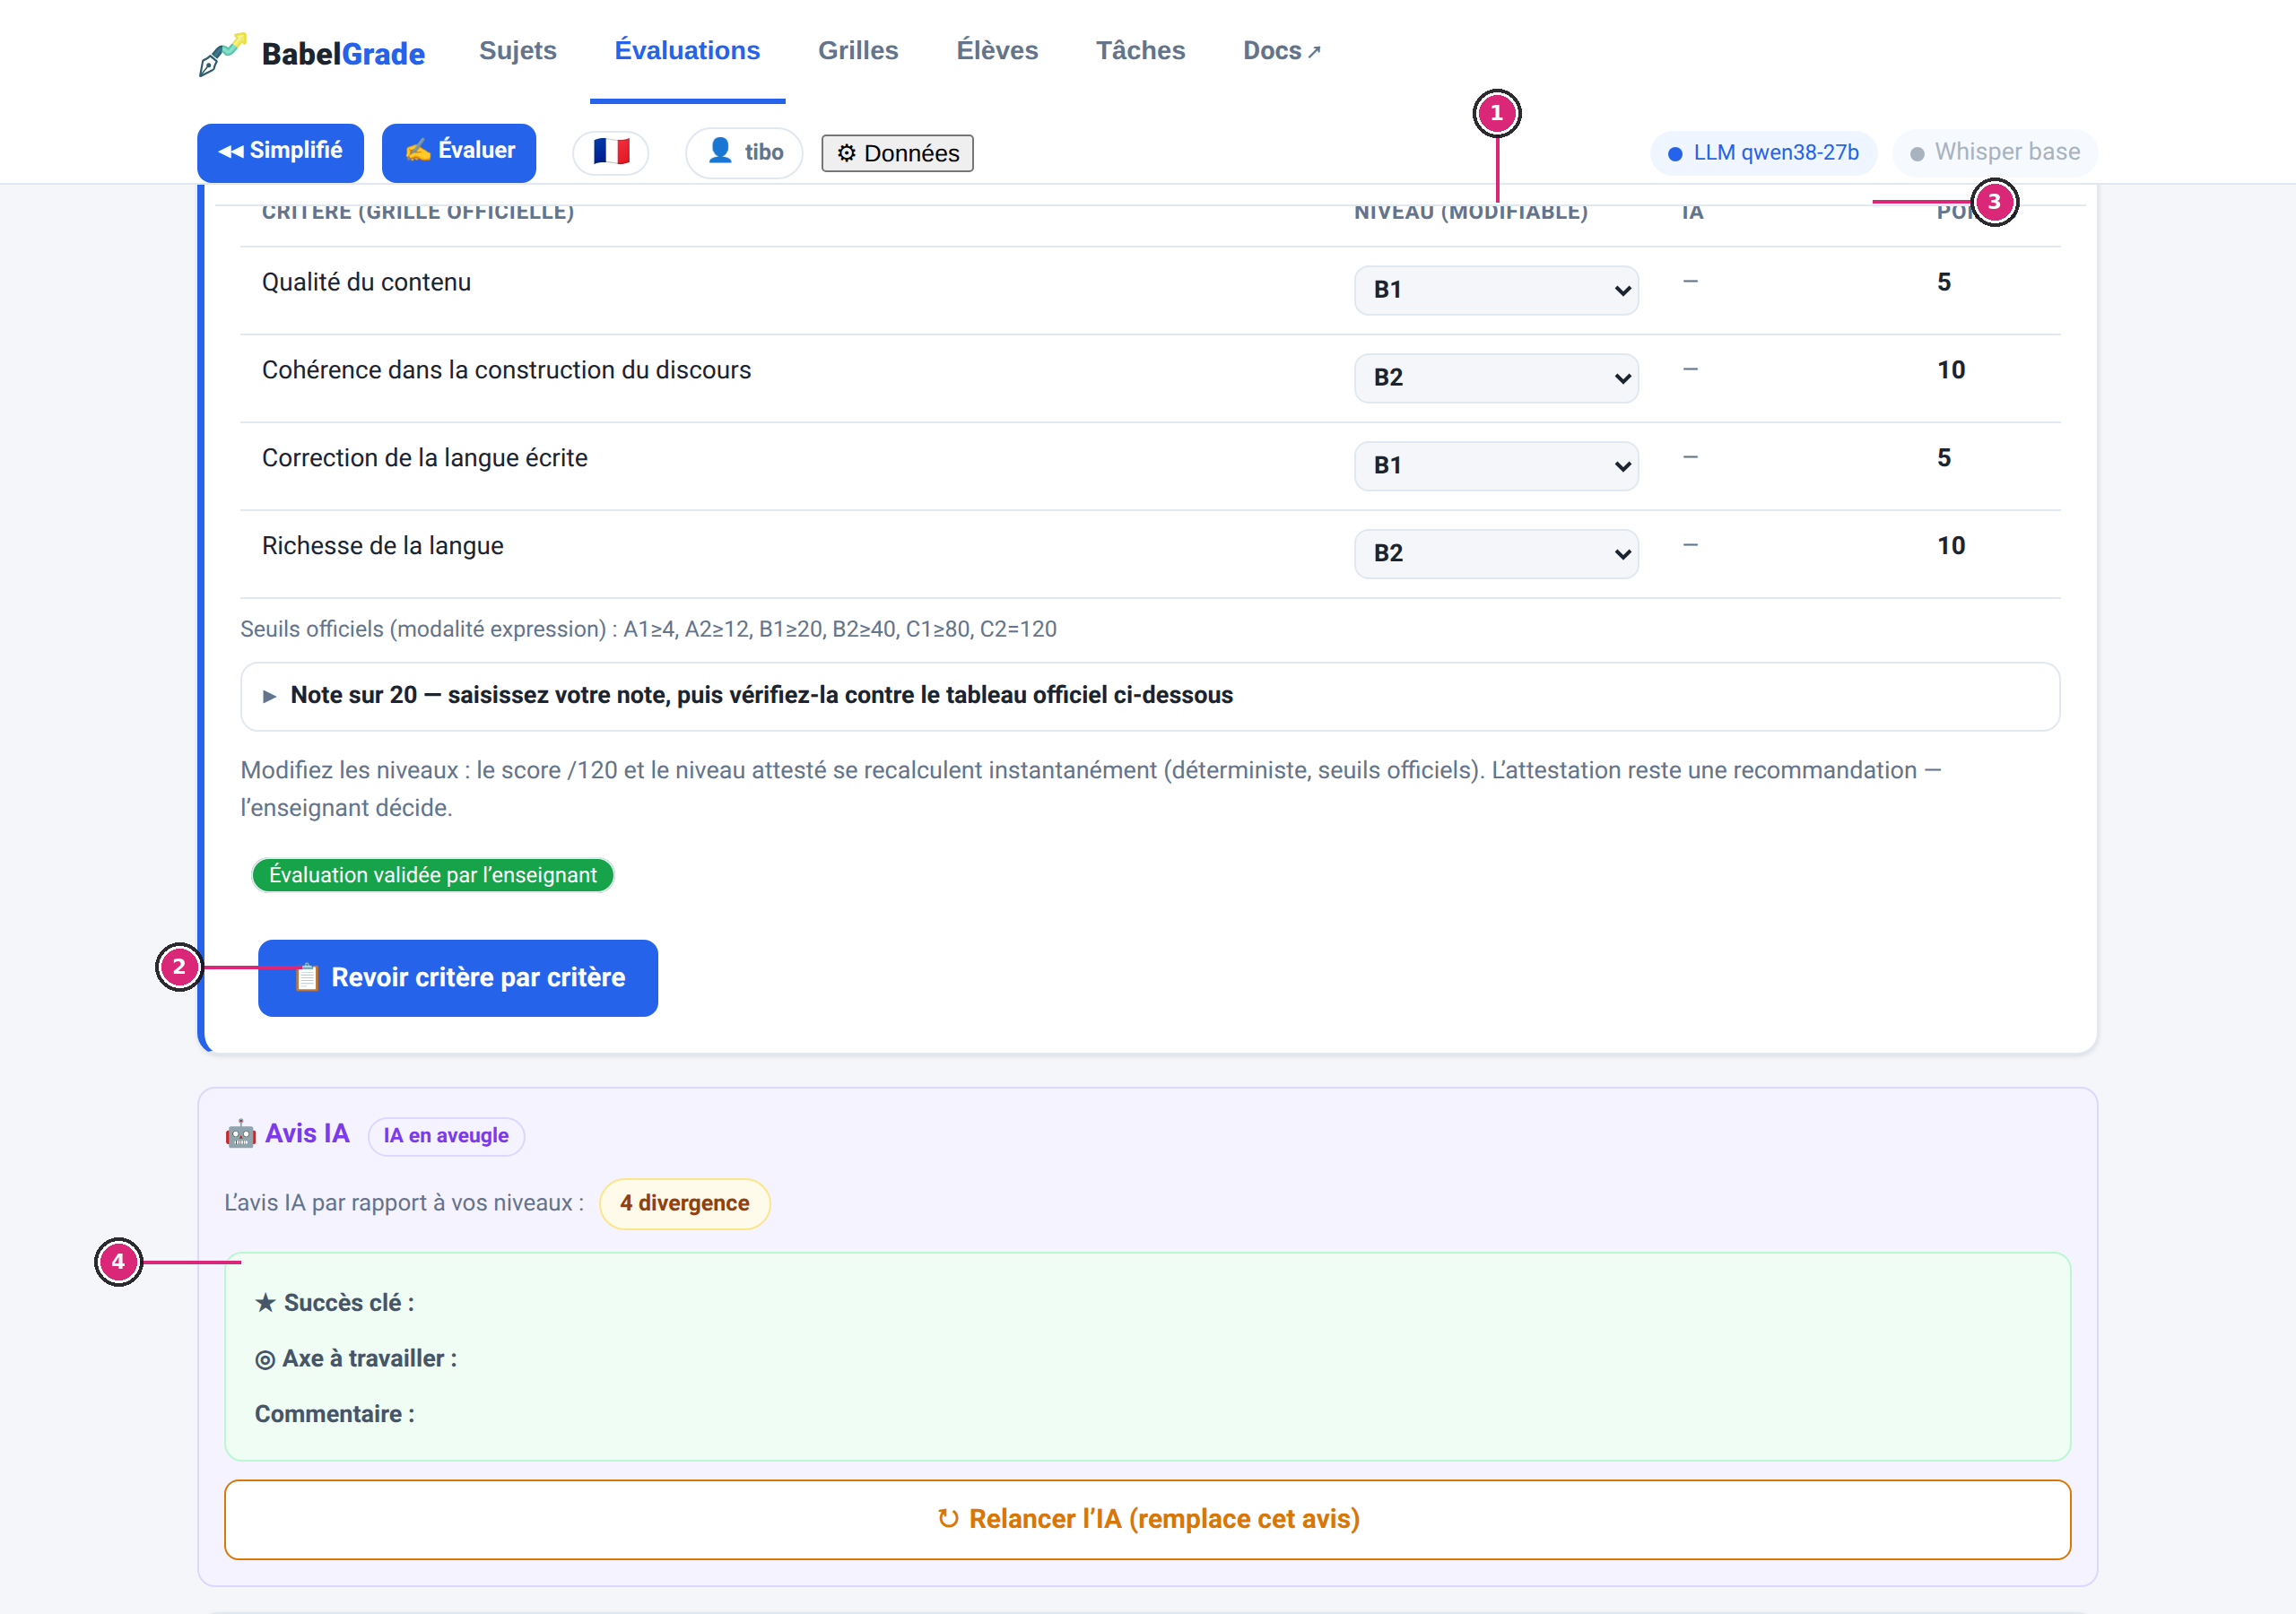 BabelGrade Sujets Évaluations Grilles Élèves Tâches Docs ↗
1
◀◀ Simplifié ✍ Évaluer 👤 tibo ⚙ Données LLM qwen38-27b Whisper base
3
CRITÈRE (GRILLE OFFICIELLE) NIVEAU (MODIFIABLE) IA
Qualité du contenu B1 — 5
Cohérence dans la construction du discours B2 — 10
Correction de la langue écrite B1 — 5
Richesse de la langue B2 — 10
Seuils officiels (modalité expression) : A1≥4, A2≥12, B1≥20, B2≥40, C1≥80, C2=120
▶ Note sur 20 — saisissez votre note, puis vérifiez-la contre le tableau officiel ci-dessous
Modifiez les niveaux : le score /120 et le niveau attesté se recalculent instantanément (déterministe, seuils officiels). L’attestation reste une recommandation —
l’enseignant décide.
Évaluation validée par l’enseignant
2
📋 Revoir critère par critère
🤖 Avis IA IA en aveugle
L’avis IA par rapport à vos niveaux : 4 divergence
4
★ Succès clé :
◎ Axe à travailler :
Commentaire :
↻ Relancer l’IA (remplace cet avis)